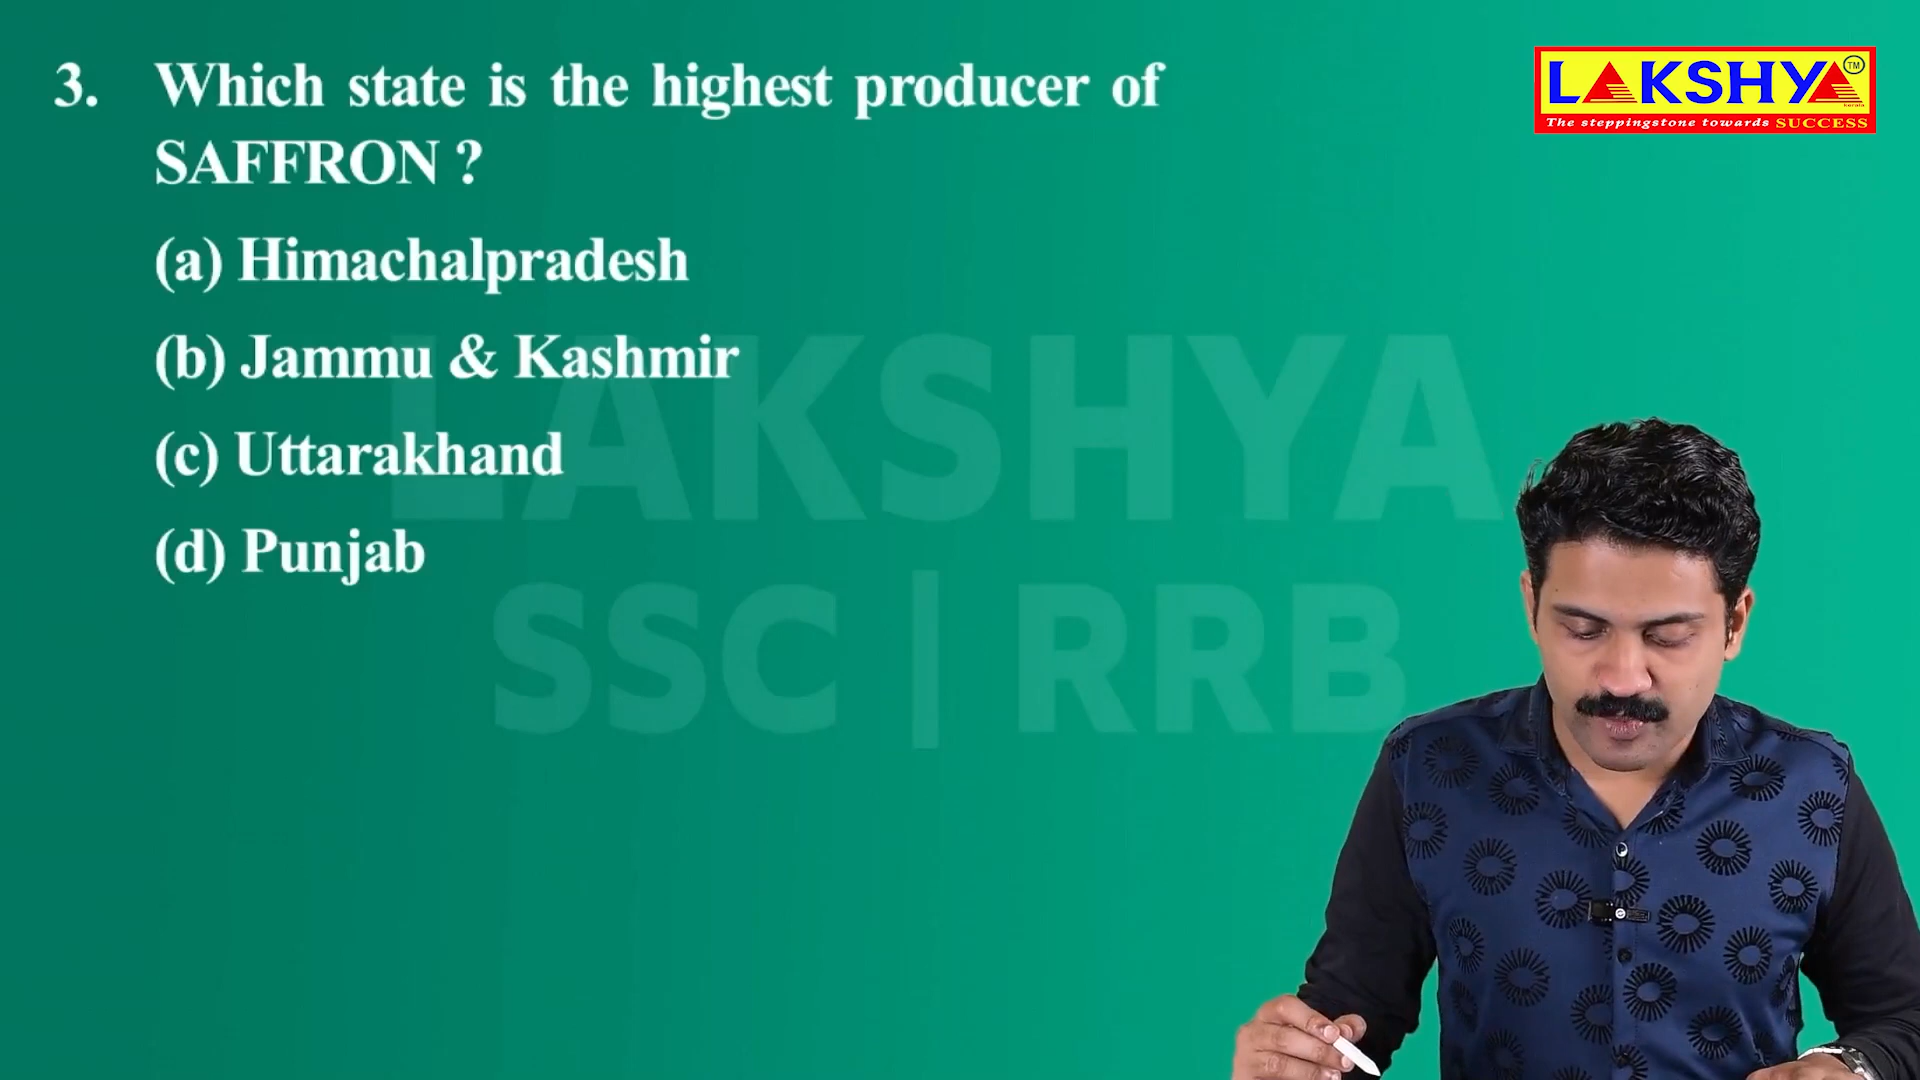 3. Which state is the highest producer of
SAFFRON ?
(a) Himachalpradesh
(b) Jammu & Kashmir
(c) Uttarakhand
(d) Punjab
LAKSHYA TM
The steppingstone towards SUCCESS
LAKSHYA
SSC | RRB